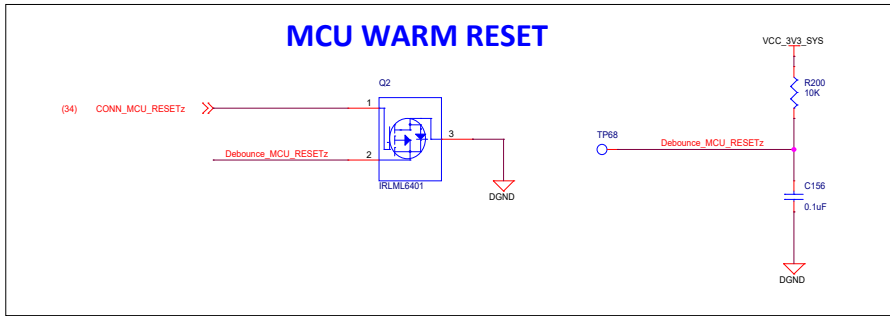 MCU WARM RESET
VCC_3V3_SYS
Q2
R200
10K
(34) CONN_MCU_RESETz
1
3
TP68
Debounce_MCU_RESETz
Debounce_MCU_RESETz
2
IRLML6401
C156
0.1uF
DGND
DGND